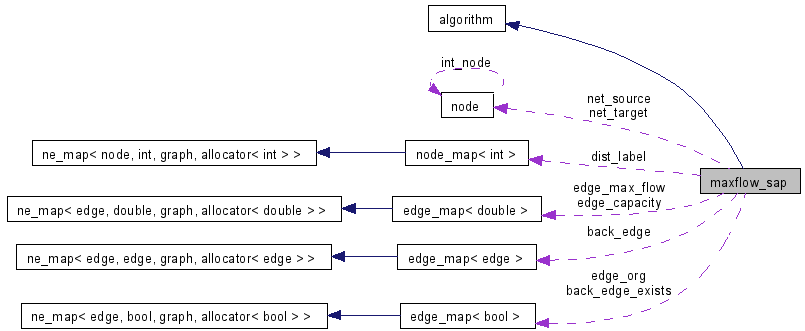 algorithm
int_node
node
net_source
net_target
ne_map< node, int, graph, allocator< int > >
node_map< int >
dist_label
maxflow_sap
edge_max_flow
edge_capacity
ne_map< edge, double, graph, allocator< double > >
edge_map< double >
back_edge
ne_map< edge, edge, graph, allocator< edge > >
edge_map< edge >
edge_org
back_edge_exists
ne_map< edge, bool, graph, allocator< bool > >
edge_map< bool >